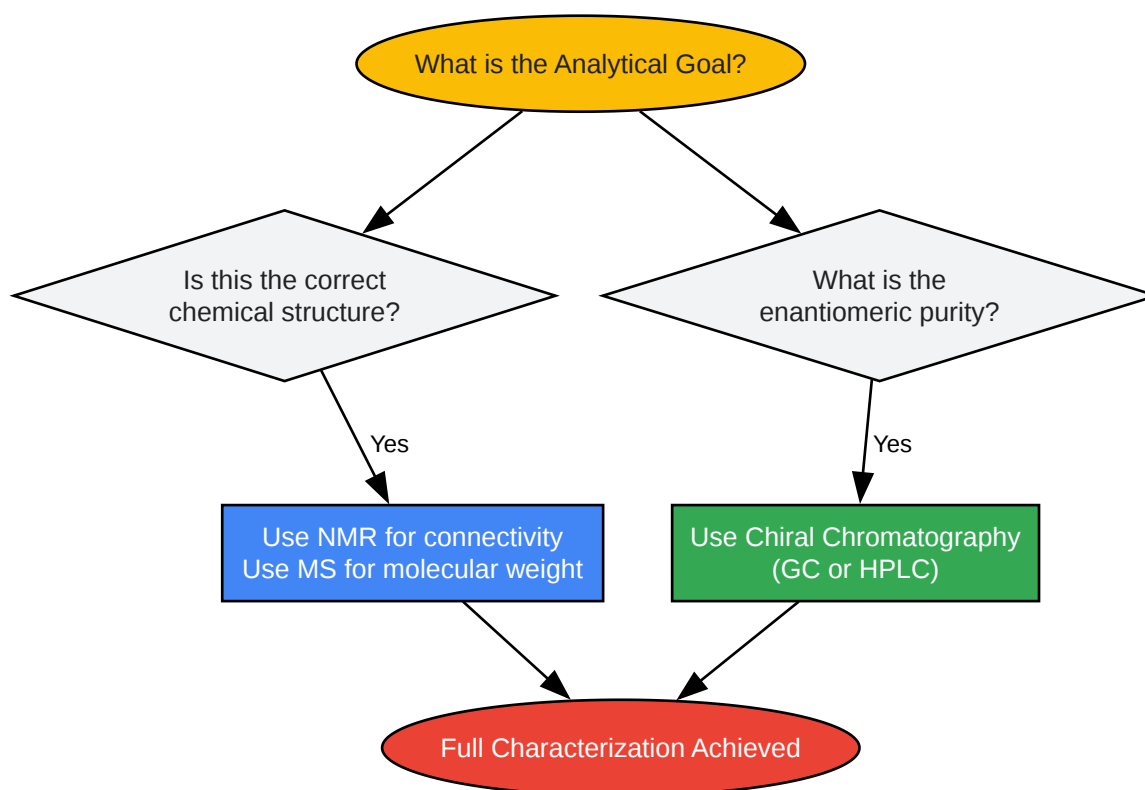 What is the Analytical Goal?
Is this the correct
chemical structure?
What is the
enantiomeric purity?
Yes
Yes
Use NMR for connectivity
Use MS for molecular weight
Use Chiral Chromatography
(GC or HPLC)
Full Characterization Achieved